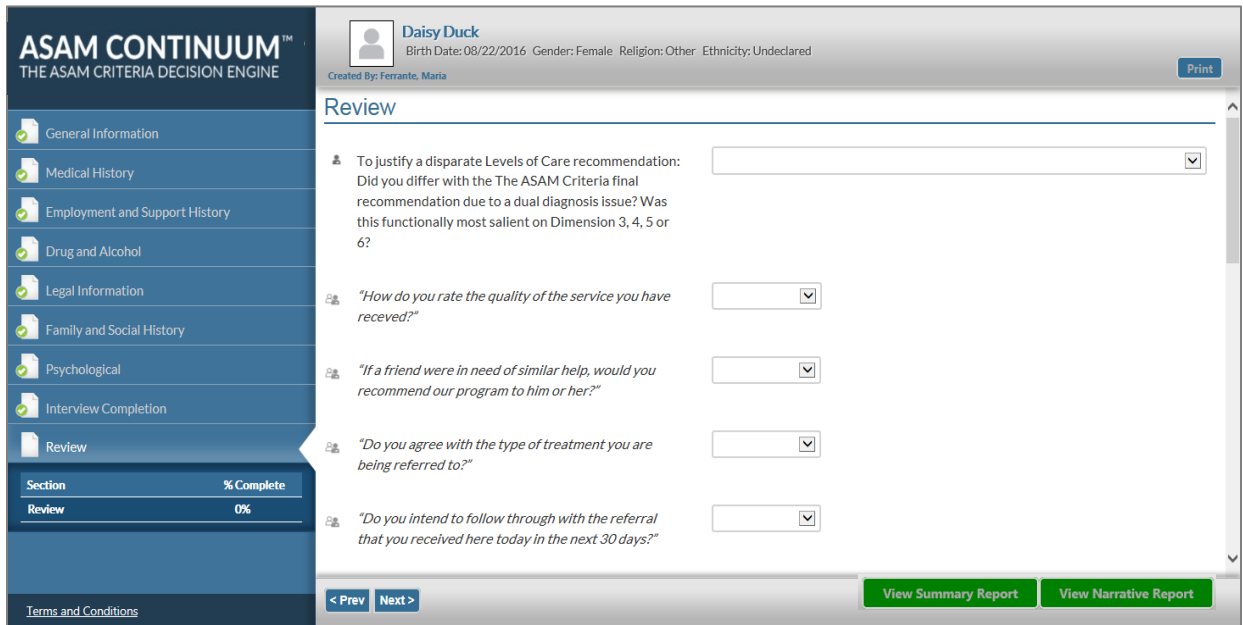 ASAM CONTINUUM™
THE ASAM CRITERIA DECISION ENGINE
Daisy Duck
Birth Date: 08/22/2016 Gender: Female Religion: Other Ethnicity: Undeclared
Created By: Ferrante, Maria
Print
General Information
Medical History
Employment and Support History
Drug and Alcohol
Legal Information
Family and Social History
Psychological
Interview Completion
Review
Section % Complete
Review 0%
Terms and Conditions
Review
To justify a disparate Levels of Care recommendation:
Did you differ with the The ASAM Criteria final
recommendation due to a dual diagnosis issue? Was
this functionally most salient on Dimension 3, 4, 5 or
6?
"How do you rate the quality of the service you have
receved?"
"If a friend were in need of similar help, would you
recommend our program to him or her?"
"Do you agree with the type of treatment you are
being referred to?"
"Do you intend to follow through with the referral
that you received here today in the next 30 days?"
< Prev Next >
View Summary Report View Narrative Report